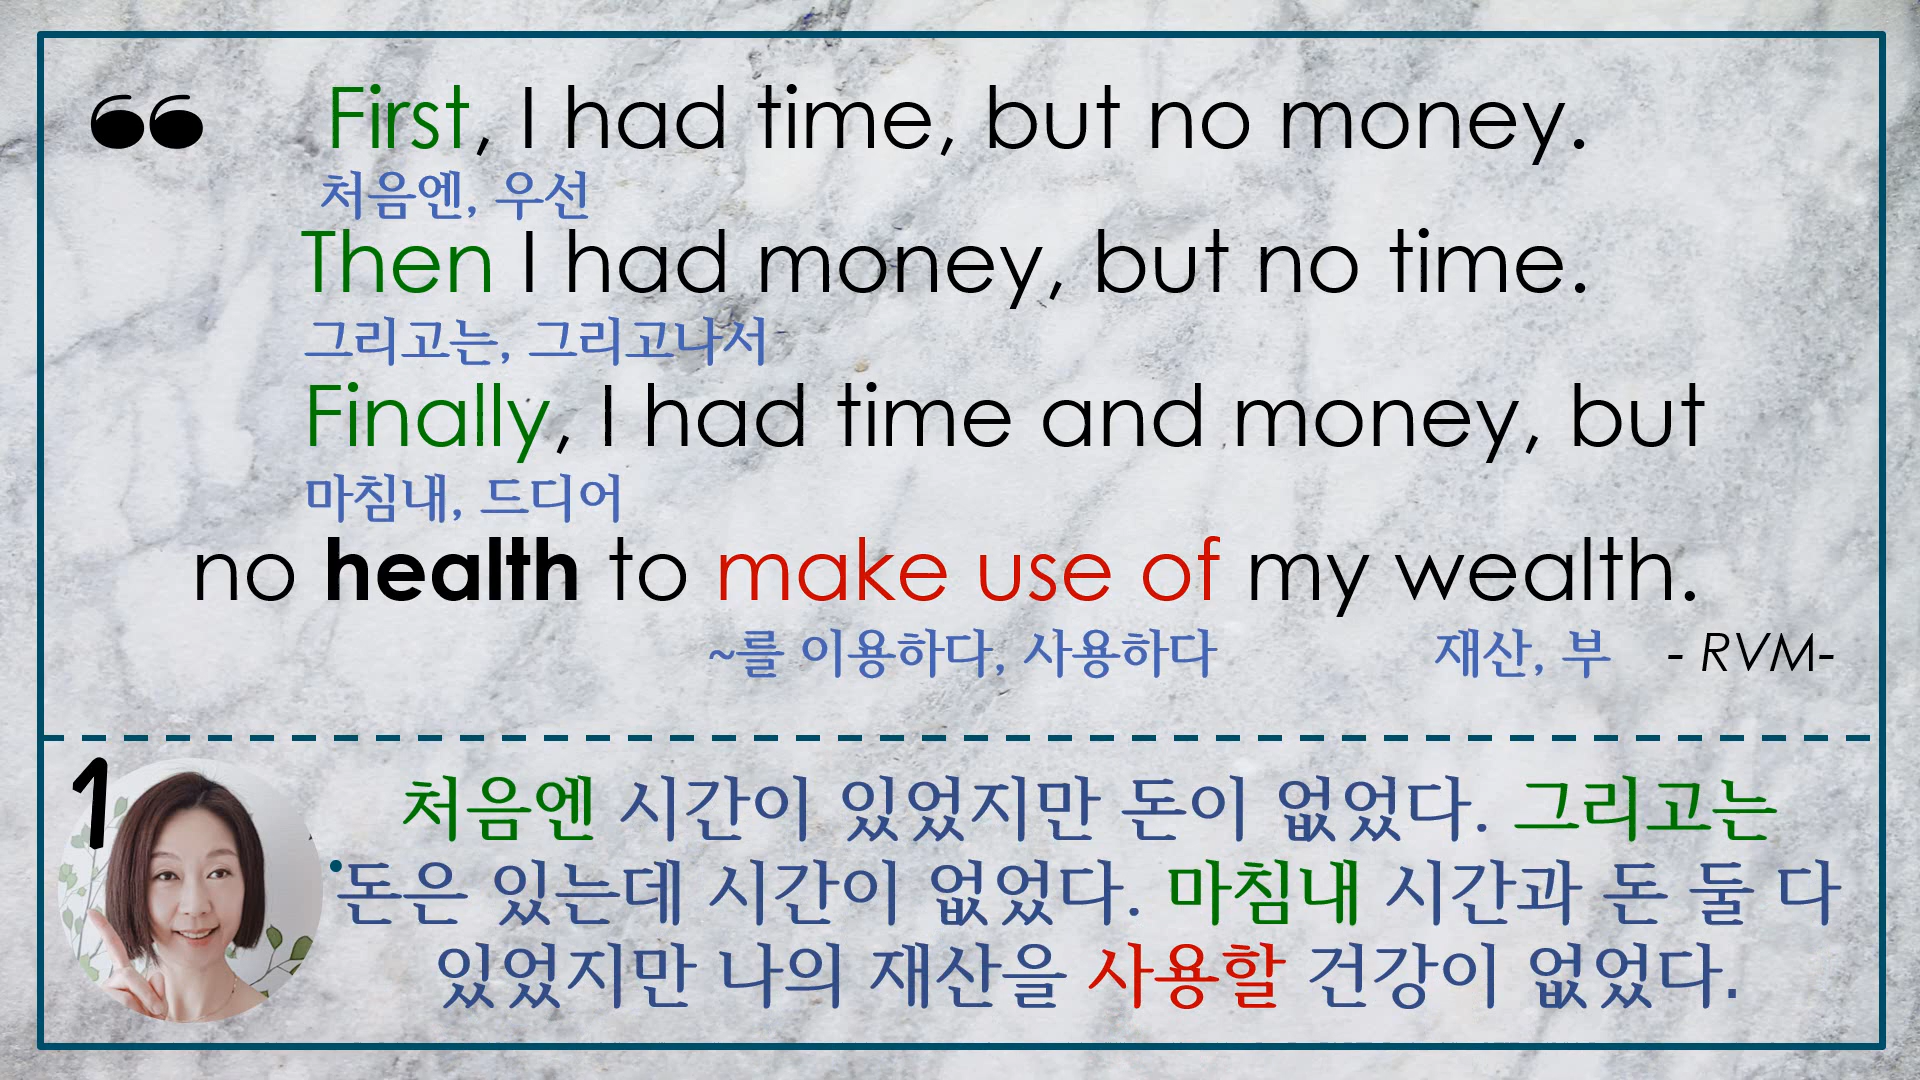 First, I had time, but no money.
처음엔, 우선
Then I had money, but no time.
그리고는, 그리고나서
Finally, I had time and money, but
마침내, 드디어
no health to make use of my wealth.
~를 이용하다, 사용하다 재산, 부 - RVM-
1
처음엔 시간이 있었지만 돈이 없었다. 그리고는
돈은 있는데 시간이 없었다. 마침내 시간과 돈 둘 다
있었지만 나의 재산을 사용할 건강이 없었다.